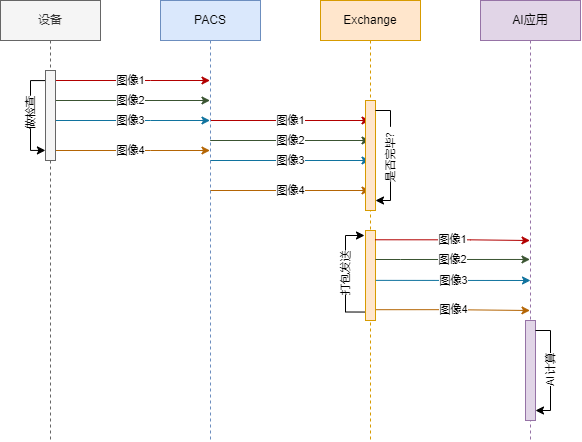 设备
PACS
Exchange
AI应用
图像1
图像2
图像3
图像4
做检查
图像1
图像2
图像3
图像4
是否完毕?
图像1
图像2
图像3
图像4
打包发送
AI 计算